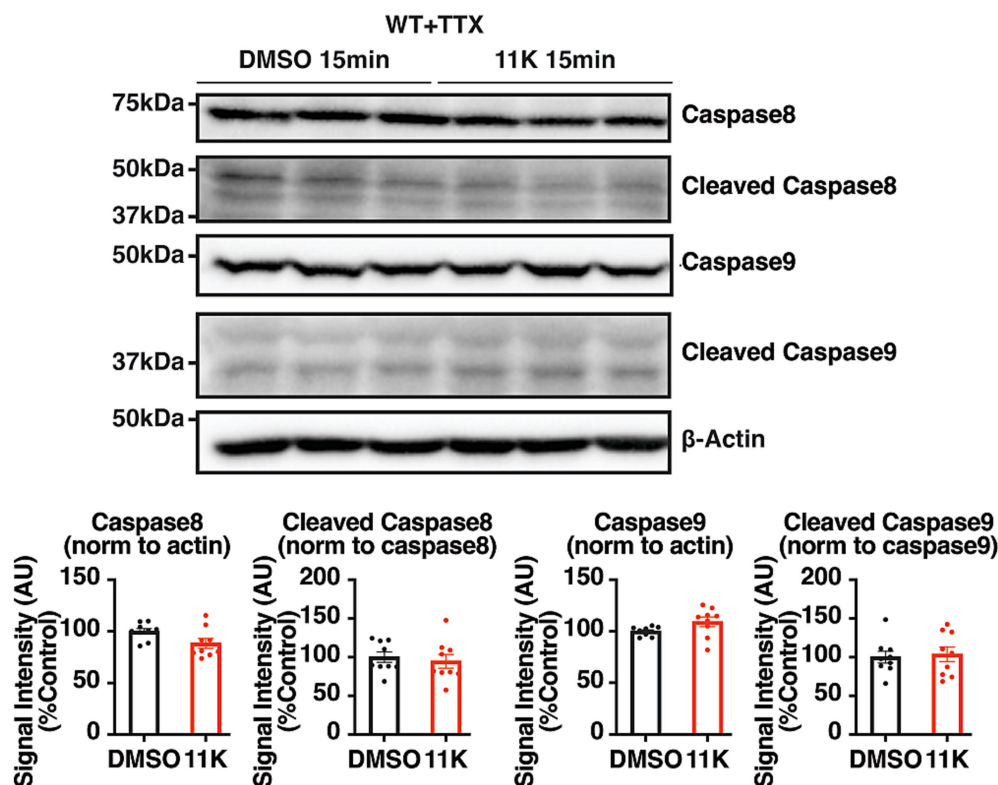 WT+TTX
DMSO 15min 11K 15min
75kDa Caspase8
50kDa Cleaved Caspase8
37kDa
50kDa Caspase9
37kDa Cleaved Caspase9
50kDa β-Actin
Caspase8
(norm to actin)
Signal Intensity (AU)
(%Control)
150
100
50
0
DMSO 11K
Cleaved Caspase8
(norm to caspase8)
Signal Intensity (AU)
(%Control)
200
150
100
50
0
DMSO 11K
Caspase9
(norm to actin)
Signal Intensity (AU)
(%Control)
150
100
50
0
DMSO 11K
Cleaved Caspase9
(norm to caspase9)
Signal Intensity (AU)
(%Control)
200
150
100
50
0
DMSO 11K